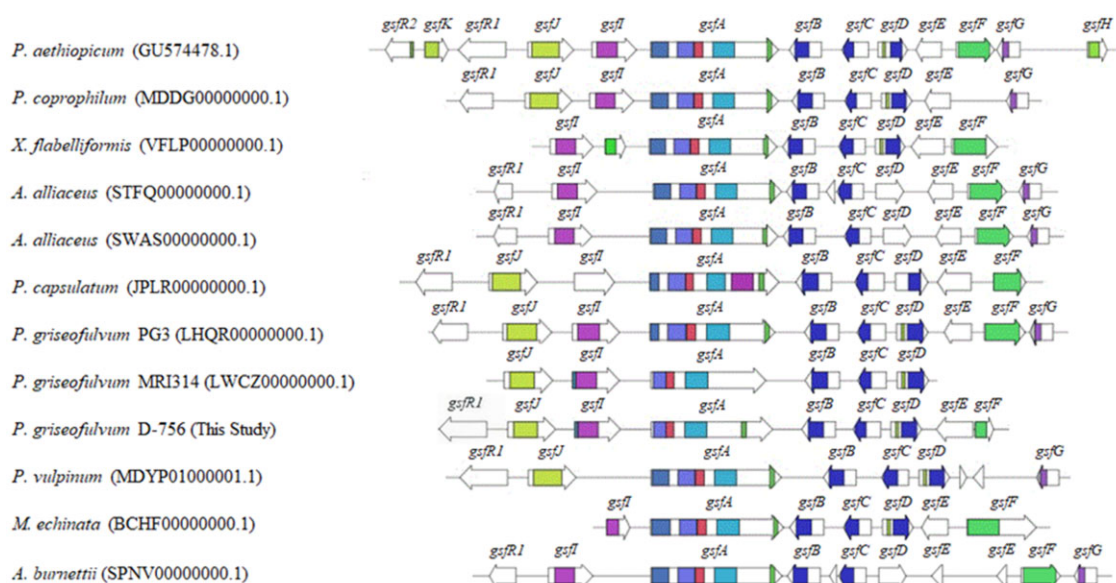 gsfR2 gsfK gsfR1 gsfJ gsfI gsfA gsfB gsfC gsfD gsfE gsfF gsfG gsfH
P. aethiopicum (GU574478.1)
gsfR1 gsfJ gsfI gsfA gsfB gsfC gsfD gsfE gsfG
P. coprophilum (MDDG00000000.1)
gsfI gsfA gsfB gsfC gsfD gsfE gsfF
X. flabelliformis (VFLP00000000.1)
gsfR1 gsfI gsfA gsfB gsfC gsfD gsfE gsfF gsfG
A. alliaceus (STFQ00000000.1)
gsfR1 gsfI gsfA gsfB gsfC gsfD gsfE gsfF gsfG
A. alliaceus (SWAS00000000.1)
gsfR1 gsfJ gsfI gsfA gsfB gsfC gsfD gsfE gsfF
P. capsulatum (JPLR00000000.1)
gsfR1 gsfJ gsfI gsfA gsfB gsfC gsfD gsfE gsfF gsfG
P. griseofulvum PG3 (LHQR00000000.1)
gsfJ gsfI gsfA gsfB gsfC gsfD
P. griseofulvum MRI314 (LWCZ00000000.1)
gsfR1 gsfJ gsfI gsfA gsfB gsfC gsfD gsfE gsfF
P. griseofulvum D-756 (This Study)
gsfR1 gsfJ gsfA gsfB gsfC gsfD gsfG
P. vulpinum (MDYP01000001.1)
gsfI gsfA gsfB gsfC gsfD gsfE gsfF
M. echinata (BCHF00000000.1)
gsfR1 gsfI gsfA gsfB gsfC gsfD gsfE gsfE gsfF gsfG
A. burnettii (SPNV00000000.1)